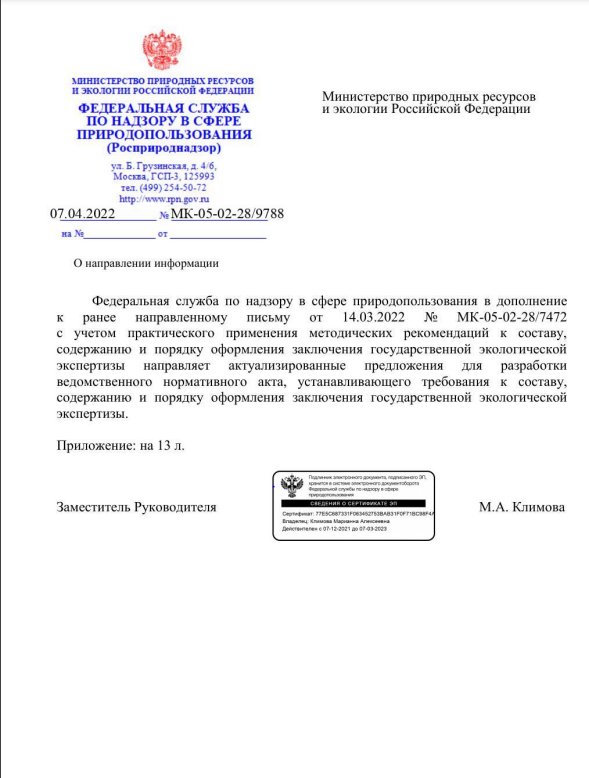 МИНИСТЕРСТВО ПРИРОДНЫХ РЕСУРСОВ
И ЭКОЛОГИИ РОССИЙСКОЙ ФЕДЕРАЦИИ
ФЕДЕРАЛЬНАЯ СЛУЖБА
ПО НАДЗОРУ В СФЕРЕ
ПРИРОДОПОЛЬЗОВАНИЯ
(Росприроднадзор)
ул. Б. Грузинская, д. 4/6,
Москва, ГСП-3, 125993
тел. (499) 254-50-72
http://www.rpn.gov.ru
07.04.2022 № МК-05-02-28/9788
на №______________ от ____________________
Министерство природных ресурсов
и экологии Российской Федерации
О направлении информации
Федеральная служба по надзору в сфере природопользования в дополнение
к ранее направленному письму от 14.03.2022 № МК-05-02-28/7472
с учетом практического применения методических рекомендаций к составу,
содержанию и порядку оформления заключения государственной экологической
экспертизы направляет актуализированные предложения для разработки
ведомственного нормативного акта, устанавливающего требования к составу,
содержанию и порядку оформления заключения государственной экологической
экспертизы.
Приложение: на 13 л.
Заместитель Руководителя
Подлинник электронного документа, подписанного ЭП,
хранится в системе электронного документооборота
Федеральной службы по надзору в сфере
природопользования
СВЕДЕНИЯ О СЕРТИФИКАТЕ ЭП
Сертификат: 
Владелец: Климова Марианна Алексеевна
Действителен с 07-12-2021 до 07-03-2023
М.А. Климова